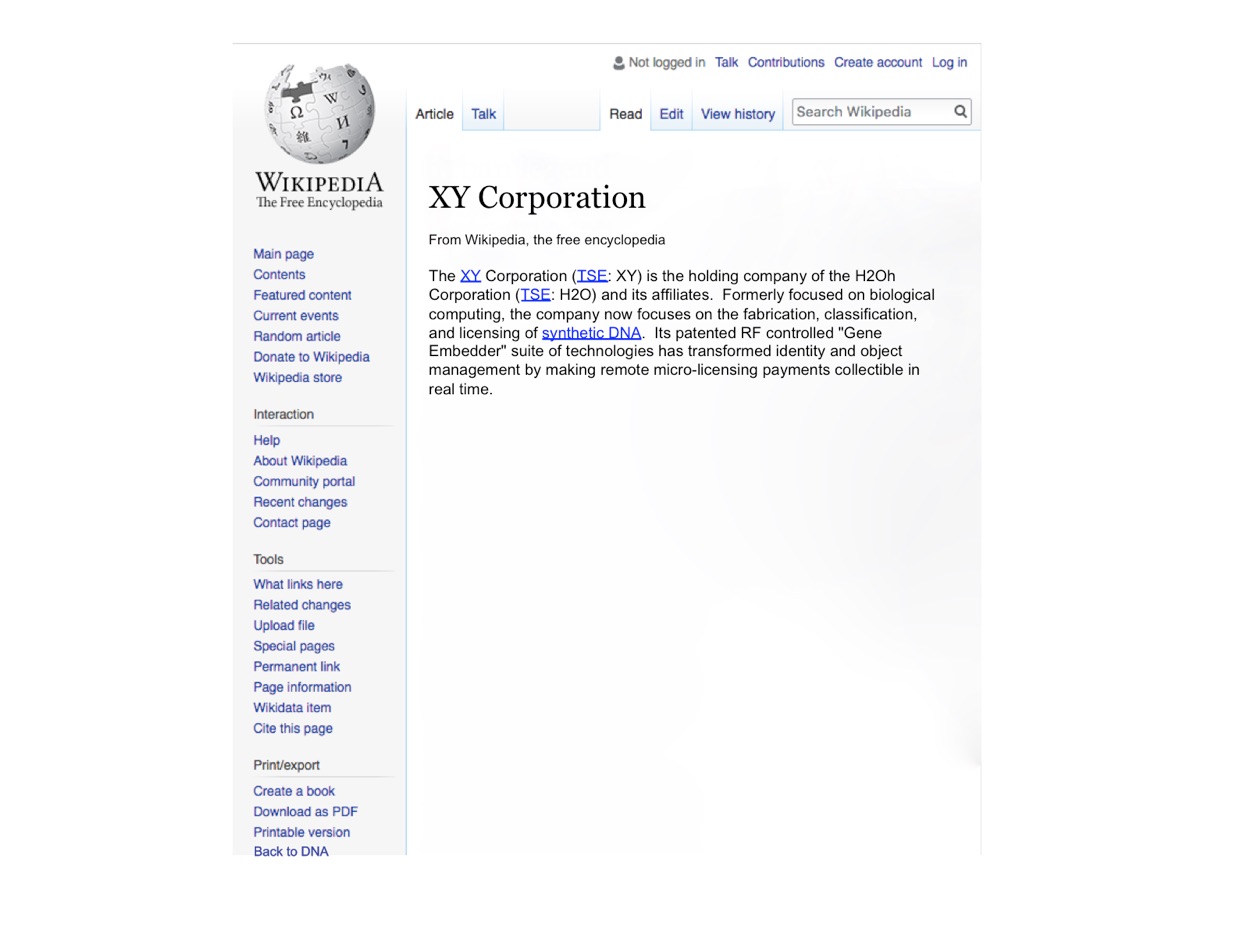 Not logged in Talk Contributions Create account Log in
Article Talk Read Edit View history Search Wikipedia
Ω W И 維 7
WIKIPEDIA
The Free Encyclopedia
XY Corporation
From Wikipedia, the free encyclopedia
The XY Corporation (TSE: XY) is the holding company of the H2Oh
Corporation (TSE: H2O) and its affiliates.  Formerly focused on biological
computing, the company now focuses on the fabrication, classification,
and licensing of synthetic DNA.  Its patented RF controlled "Gene
Embedder" suite of technologies has transformed identity and object
management by making remote micro-licensing payments collectible in
real time.
Main page
Contents
Featured content
Current events
Random article
Donate to Wikipedia
Wikipedia store
Interaction
Help
About Wikipedia
Community portal
Recent changes
Contact page
Tools
What links here
Related changes
Upload file
Special pages
Permanent link
Page information
Wikidata item
Cite this page
Print/export
Create a book
Download as PDF
Printable version
Back to DNA